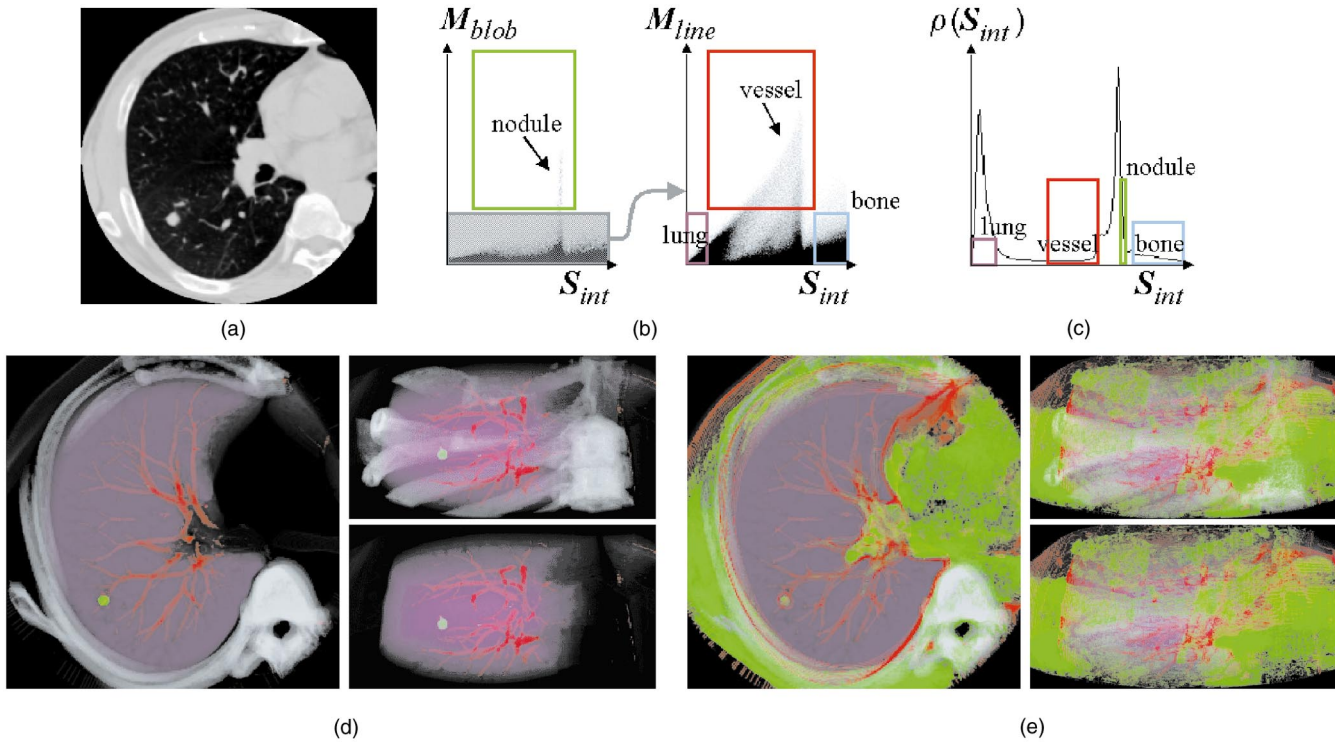 M_blob
nodule
S_int
M_line
vessel
bone
lung
S_int
ρ(S_int)
nodule
lung
vessel
bone
S_int
(a)
(b)
(c)
(d)
(e)